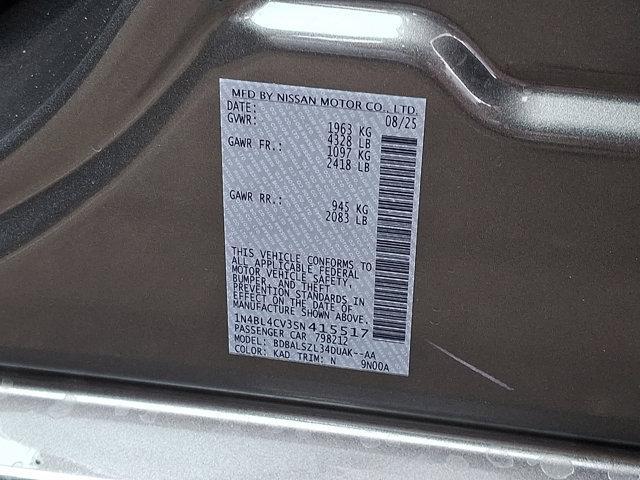 MFD BY NISSAN MOTOR CO., LTD.
DATE: 08/25
GVWR: 1963 KG
4328 LB
GAWR FR.: 1097 KG
2418 LB
GAWR RR.: 945 KG
2083 LB
THIS VEHICLE CONFORMS TO
ALL APPLICABLE FEDERAL
MOTOR VEHICLE SAFETY,
BUMPER, AND THEFT
PREVENTION STANDARDS IN
EFFECT ON THE DATE OF
MANUFACTURE SHOWN ABOVE.
1N4BL4CV3SN415517
PASSENGER CAR 798212
MODEL: BDBALSZL34DUAK--AA
COLOR: KAD TRIM: N 9N00A